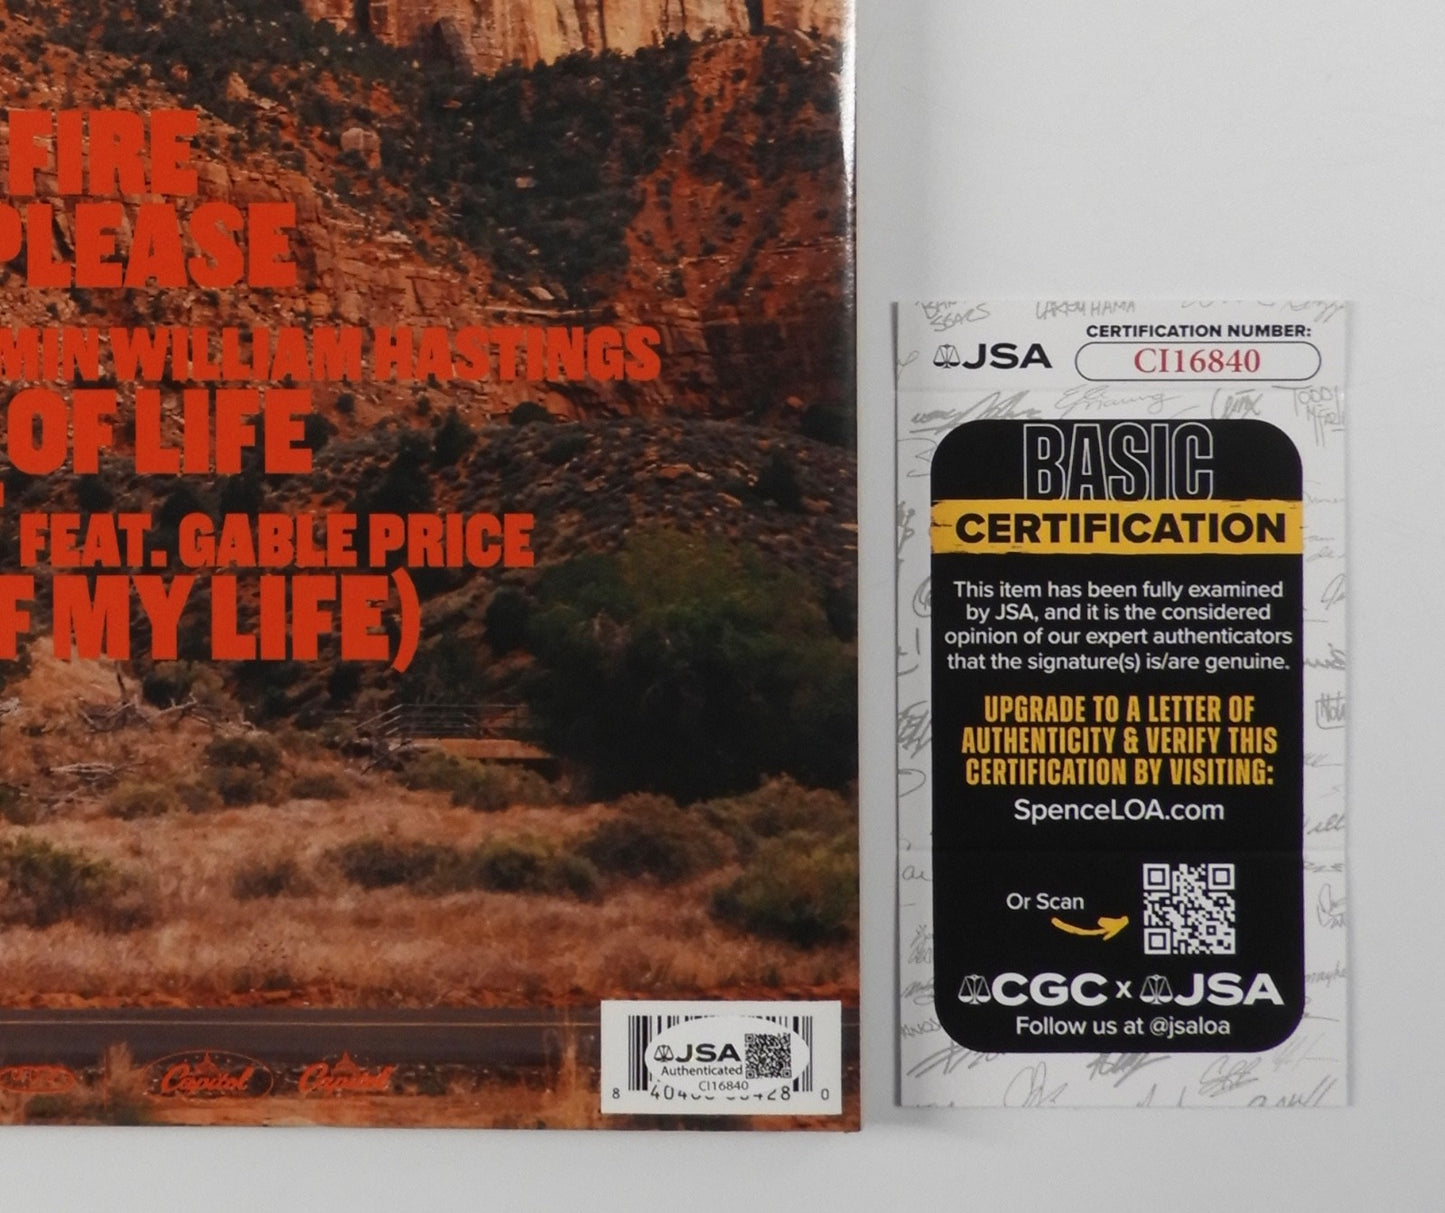 FIRE
PLEASE
MIN WILLIAM HASTINGS
OF LIFE
FEAT. GABLE PRICE
F MY LIFE)
Capitol
Capitol
JSA
Authenticated
CI16840
8
0
JSA
CERTIFICATION NUMBER:
CI16840
BASIC
CERTIFICATION
This item has been fully examined
by JSA, and it is the considered
opinion of our expert authenticators
that the signature(s) is/are genuine.
UPGRADE TO A LETTER OF
AUTHENTICITY & VERIFY THIS
CERTIFICATION BY VISITING:
SpenceLOA.com
Or Scan
CGC x JSA
Follow us at @jsaloa